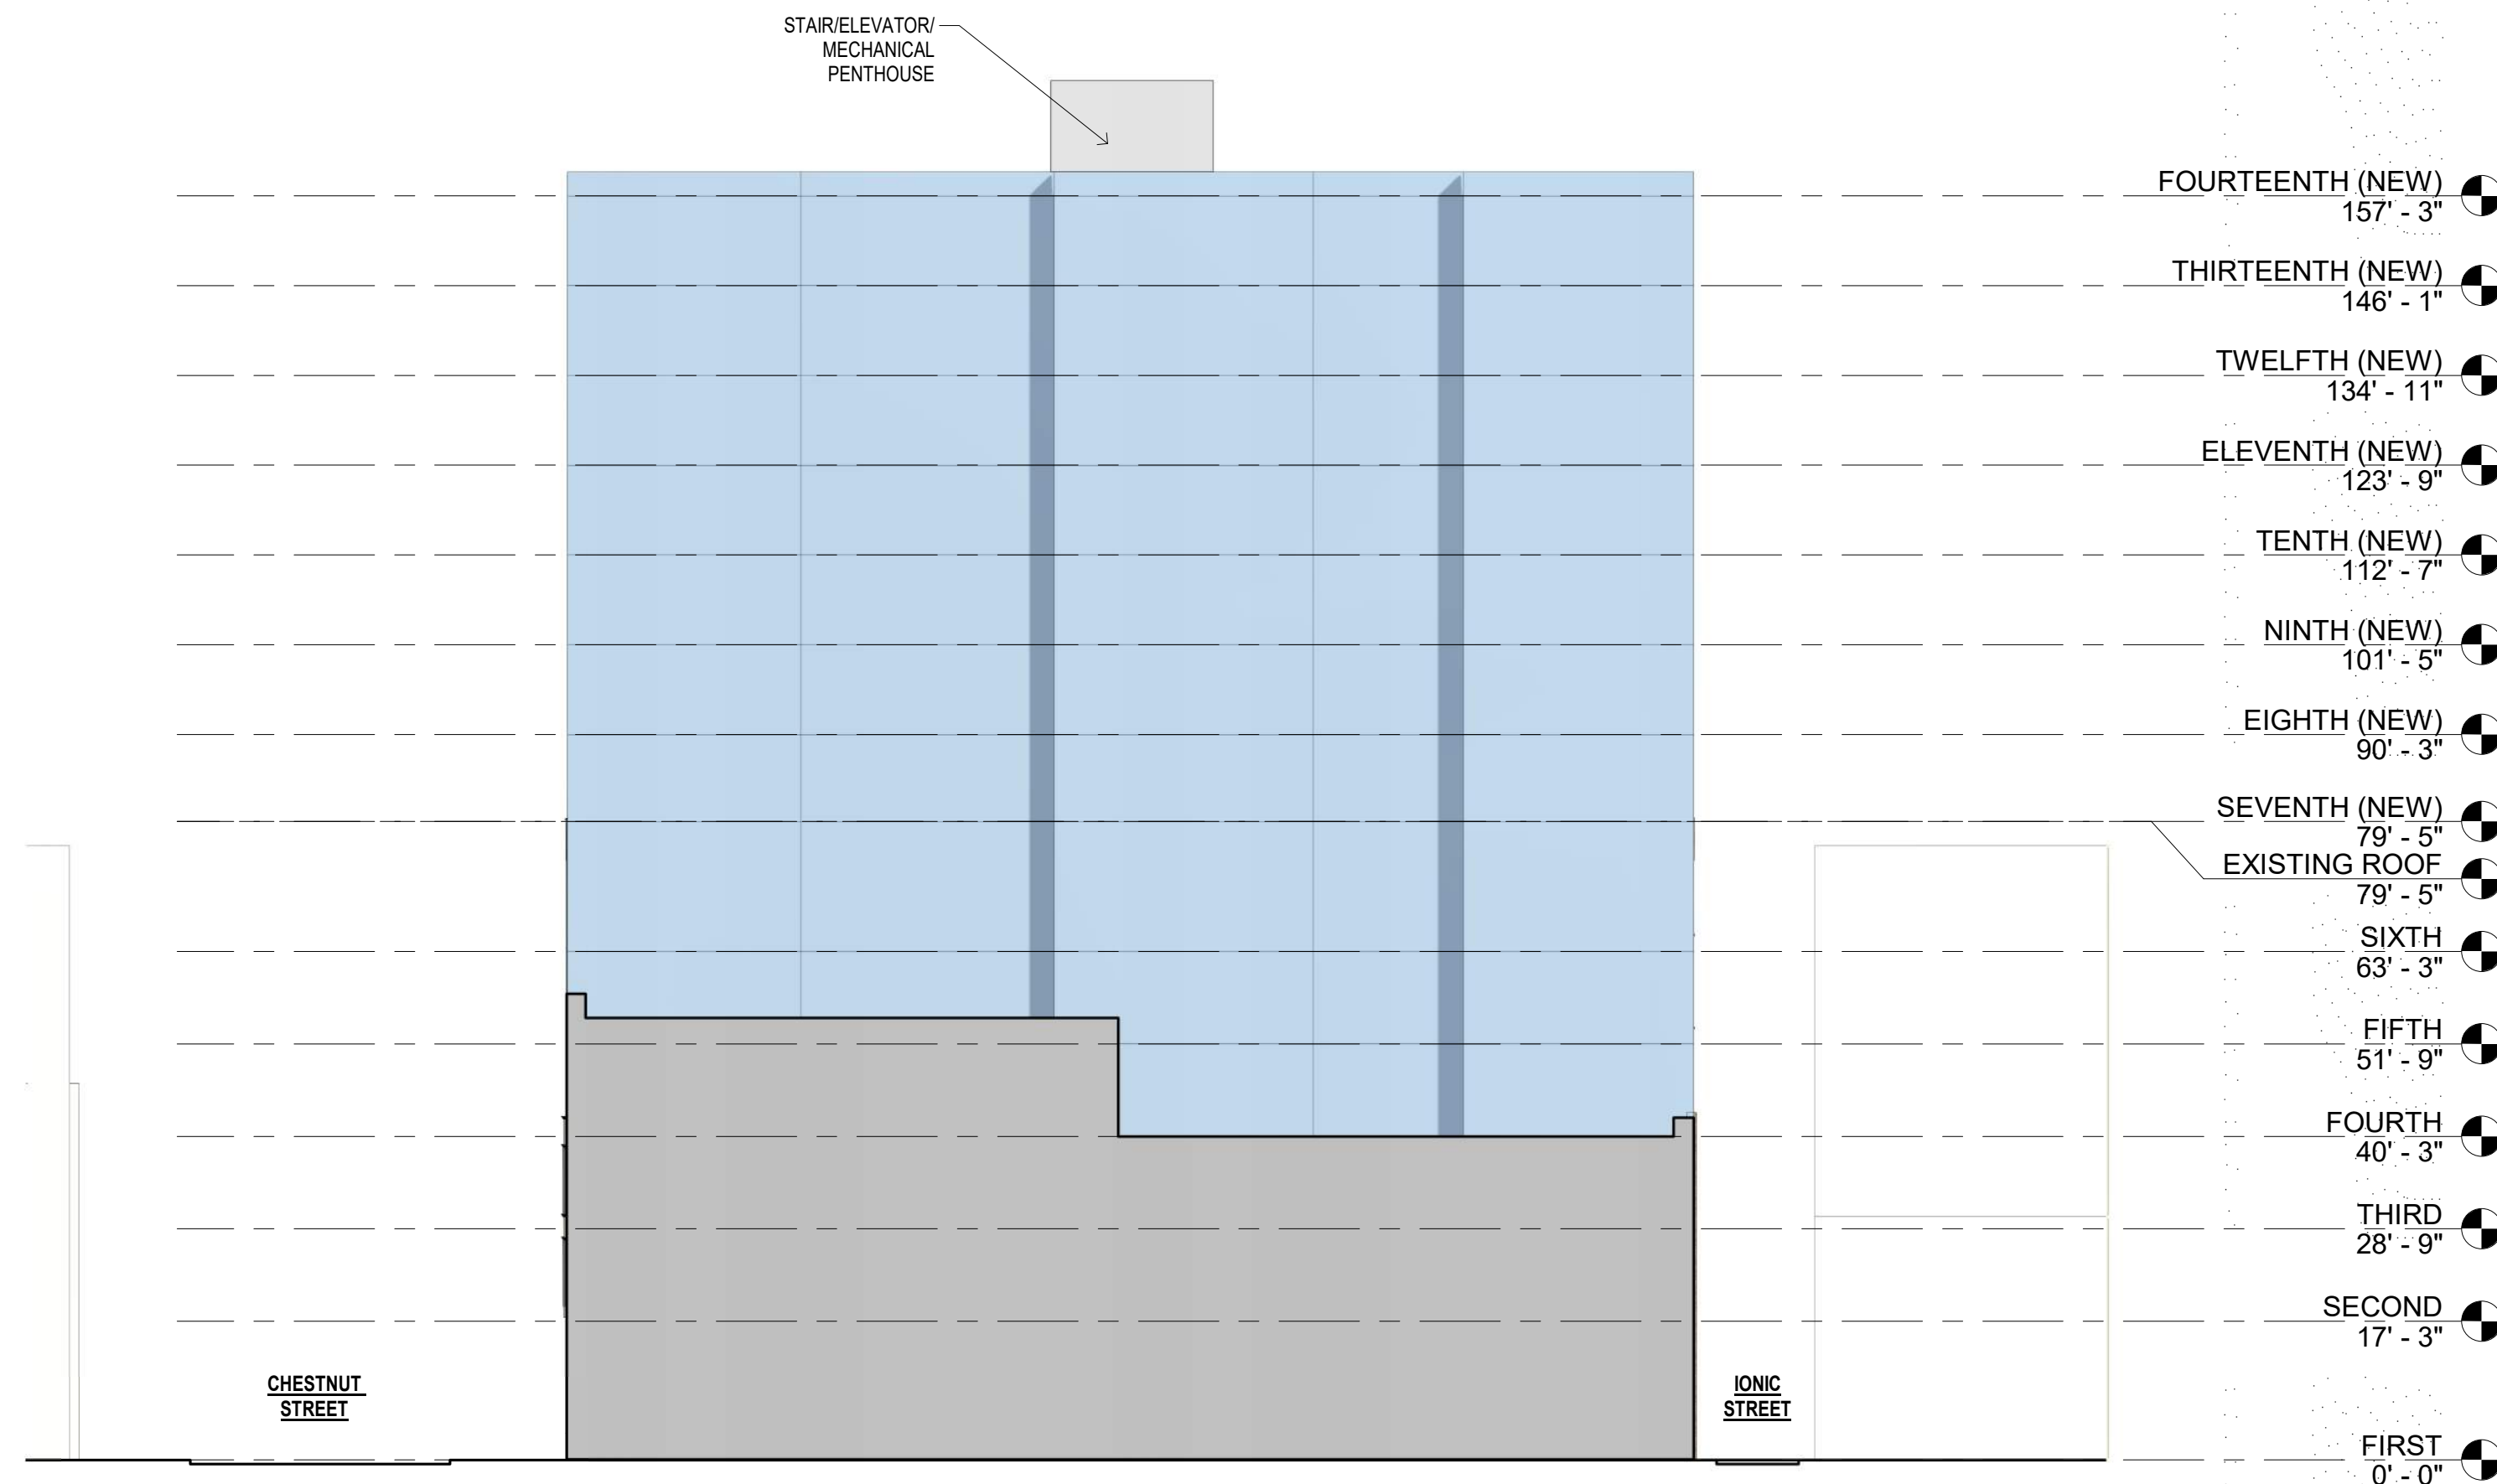 STAIR/ELEVATOR/
MECHANICAL
PENTHOUSE
FOURTEENTH (NEW)
157' - 3"
THIRTEENTH (NEW)
146' - 1"
TWELFTH (NEW)
134' - 11"
ELEVENTH (NEW)
123' - 9"
TENTH (NEW)
112' - 7"
NINTH (NEW)
101' - 5"
EIGHTH (NEW)
90' - 3"
SEVENTH (NEW)
79' - 5"
EXISTING ROOF
79' - 5"
SIXTH
63' - 3"
FIFTH
51' - 9"
FOURTH
40' - 3"
THIRD
28' - 9"
SECOND
17' - 3"
CHESTNUT
STREET
IONIC
STREET
FIRST
0' - 0"